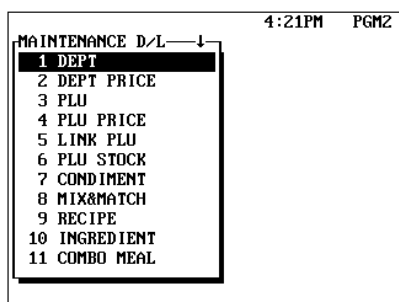 4:21PM PGM2
MAINTENANCE D/L ↓
1 DEPT
2 DEPT PRICE
3 PLU
4 PLU PRICE
5 LINK PLU
6 PLU STOCK
7 CONDIMENT
8 MIX&MATCH
9 RECIPE
10 INGREDIENT
11 COMBO MEAL